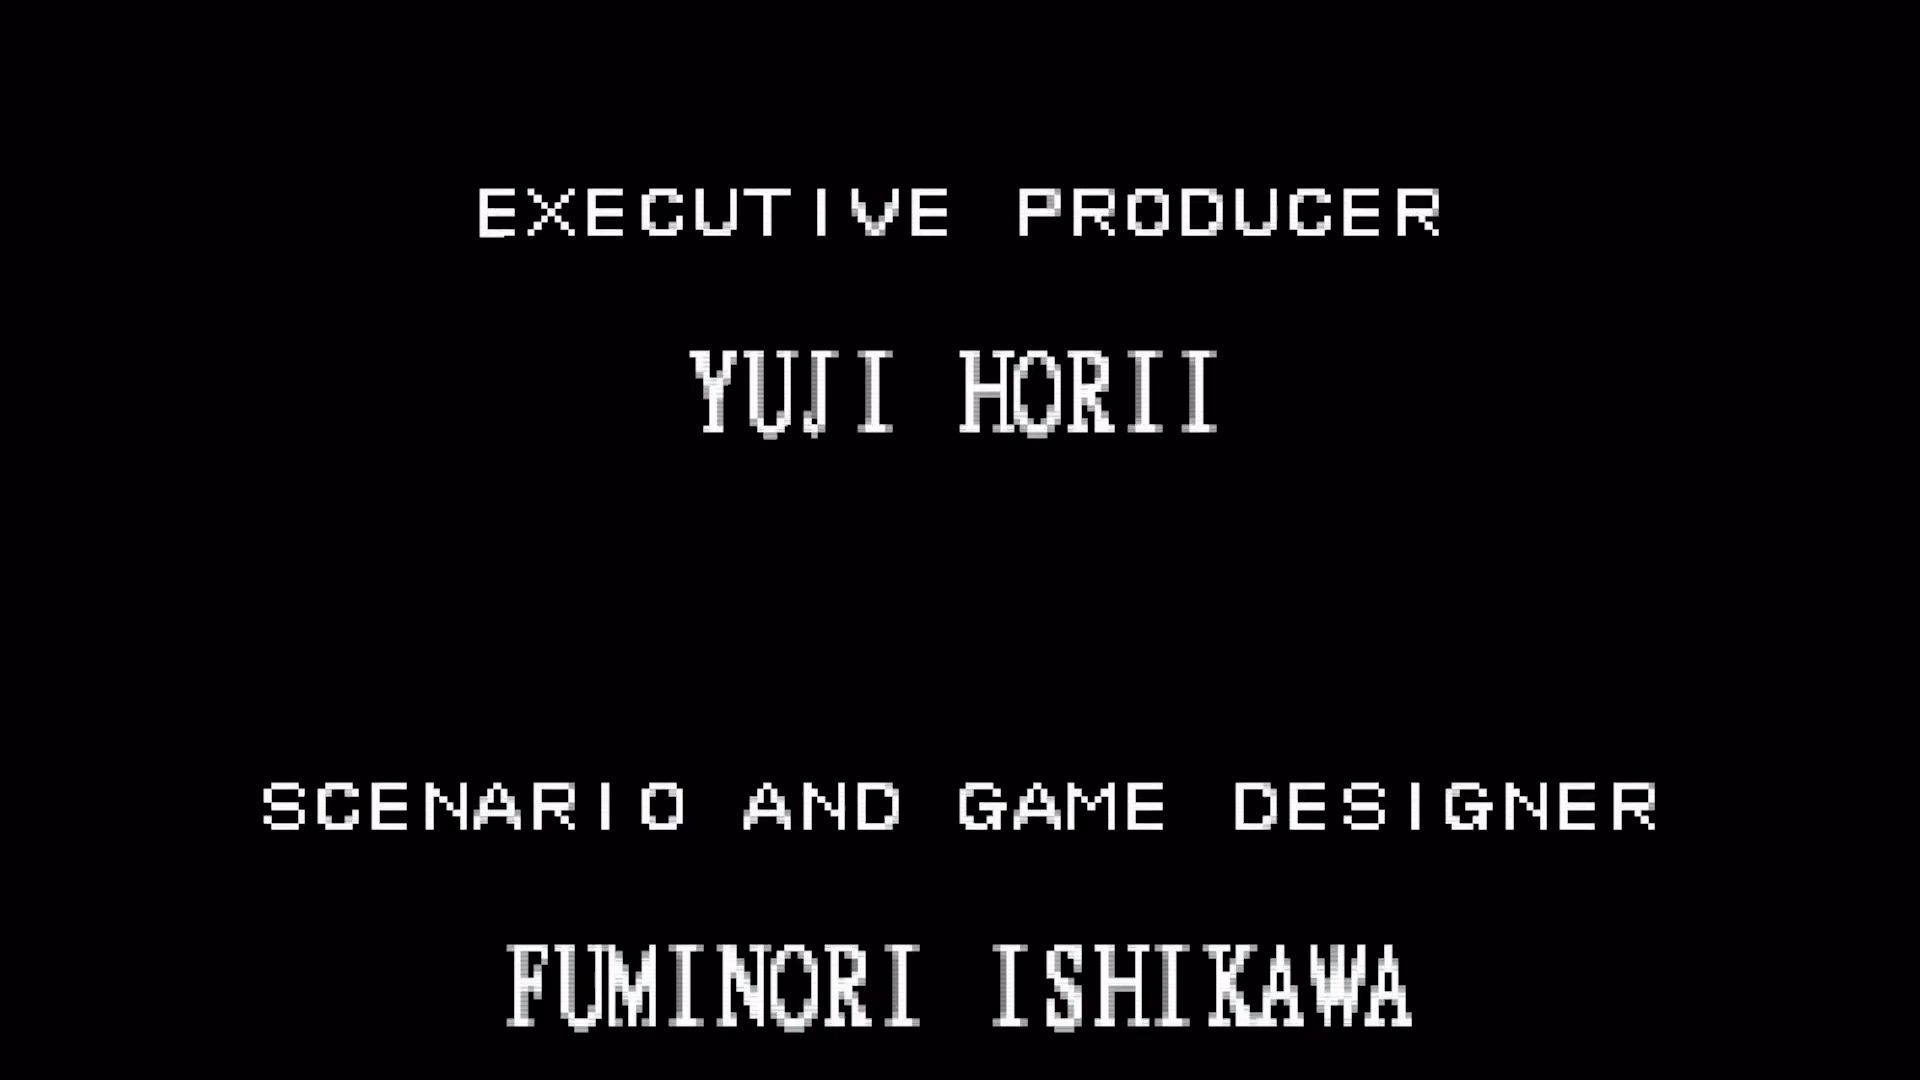 EXECUTIVE PRODUCER
YUJI HORII
SCENARIO AND GAME DESIGNER
FUMINORI ISHIKAWA